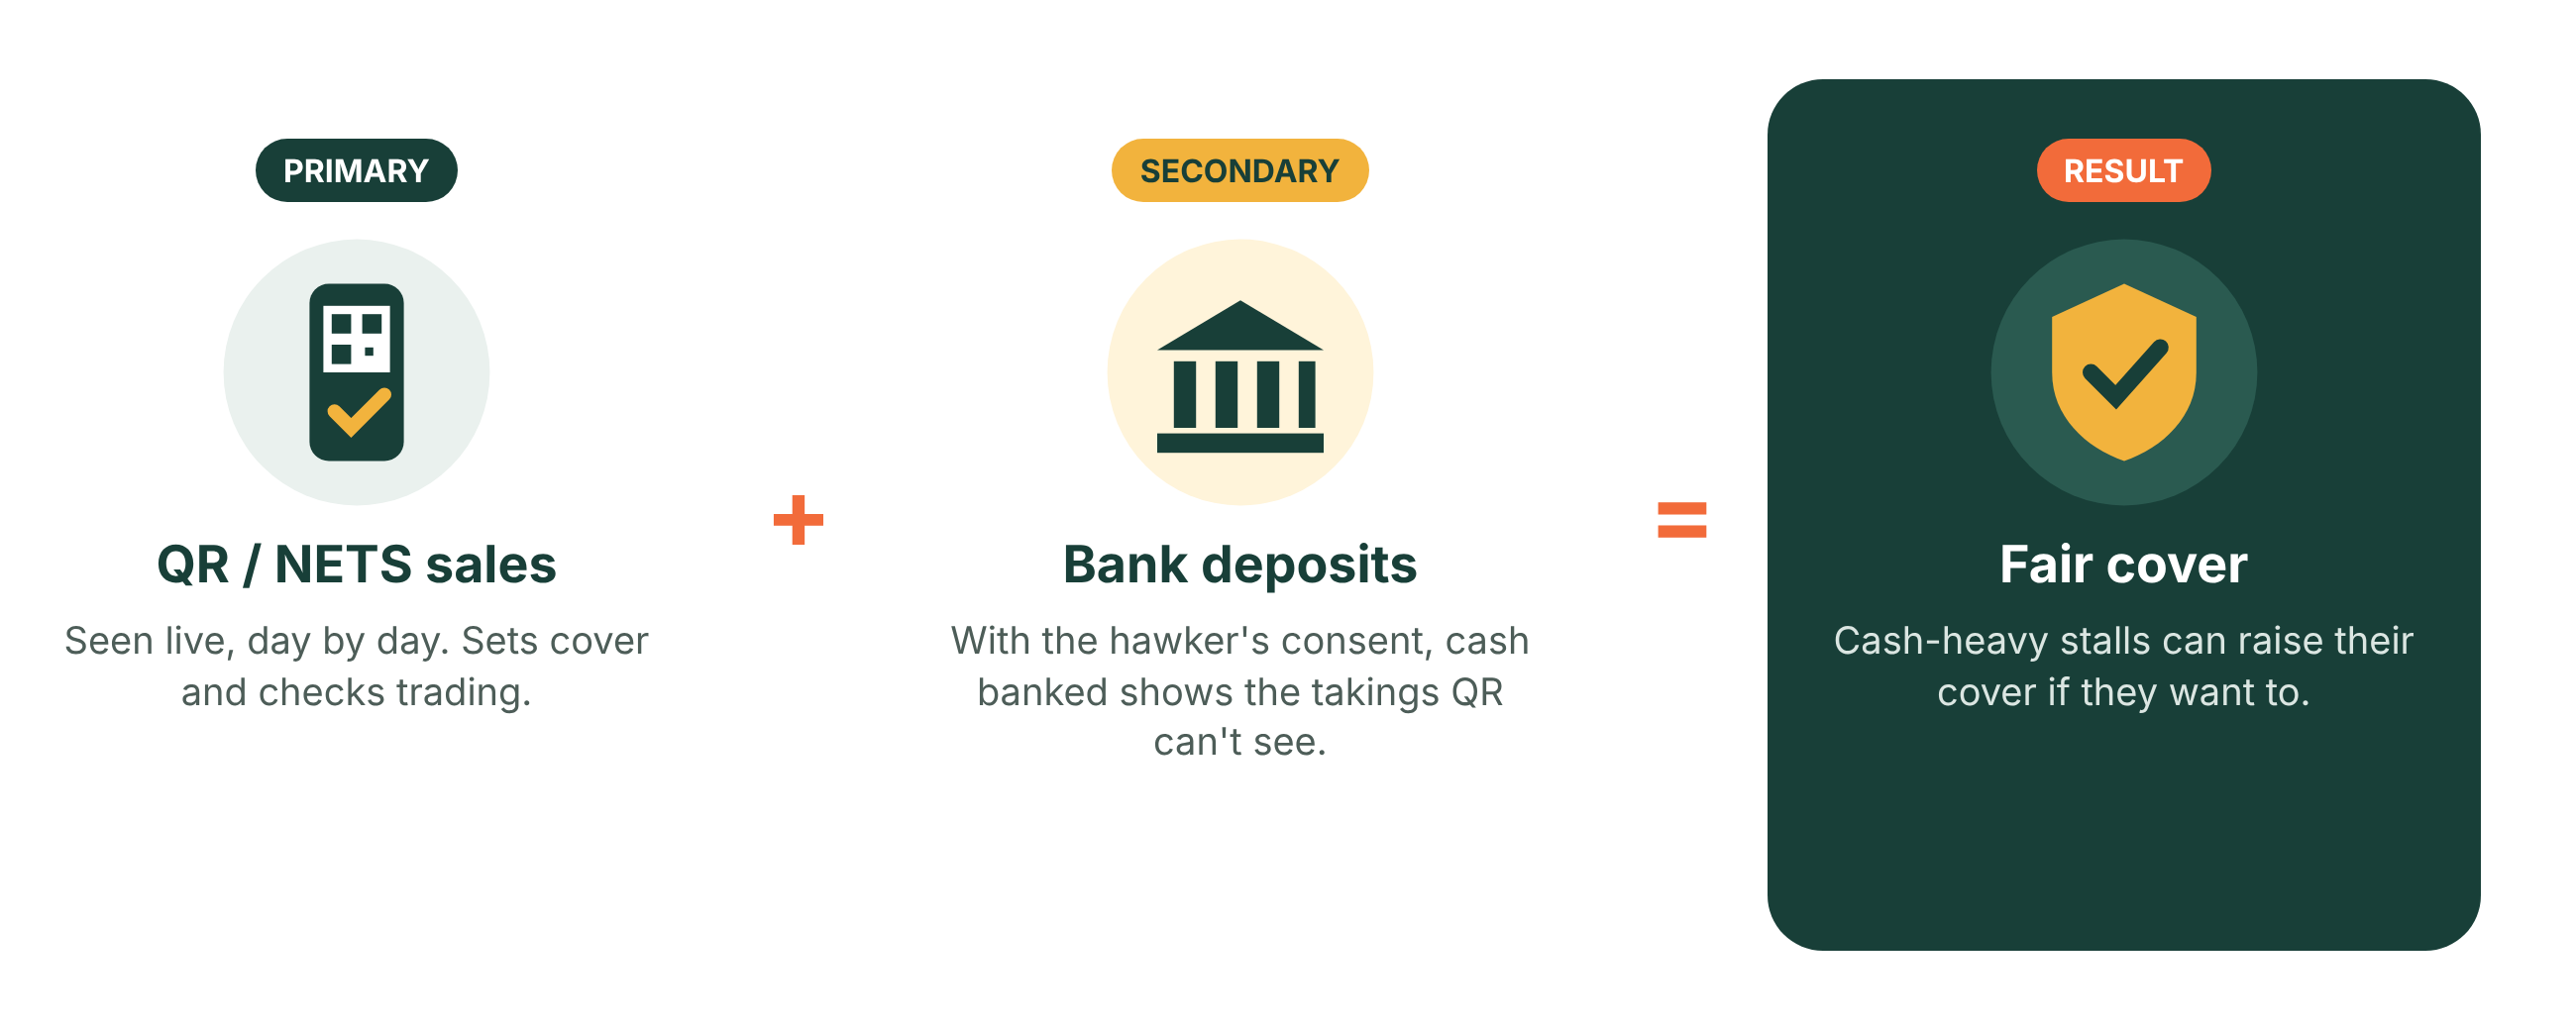 PRIMARY
QR / NETS sales
Seen live, day by day. Sets cover
and checks trading.
+
SECONDARY
Bank deposits
With the hawker's consent, cash
banked shows the takings QR
can't see.
=
RESULT
Fair cover
Cash-heavy stalls can raise their
cover if they want to.